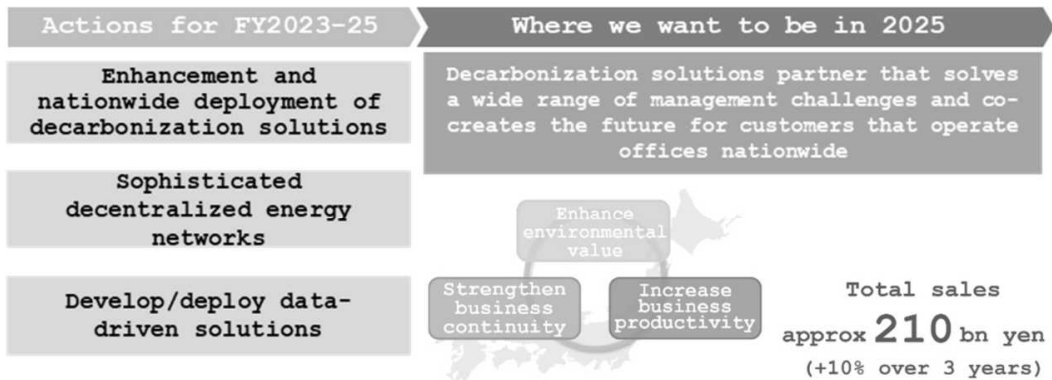 Actions for FY2023-25
Where we want to be in 2025
Enhancement and
nationwide deployment of
decarbonization solutions
Sophisticated
decentralized energy
networks
Develop/deploy data-
driven solutions
Decarbonization solutions partner that solves
a wide range of management challenges and co-
creates the future for customers that operate
offices nationwide
Enhance
environmental
value
Strengthen
business
continuity
Increase
business
productivity
Total sales
approx 210 bn yen
(+10% over 3 years)